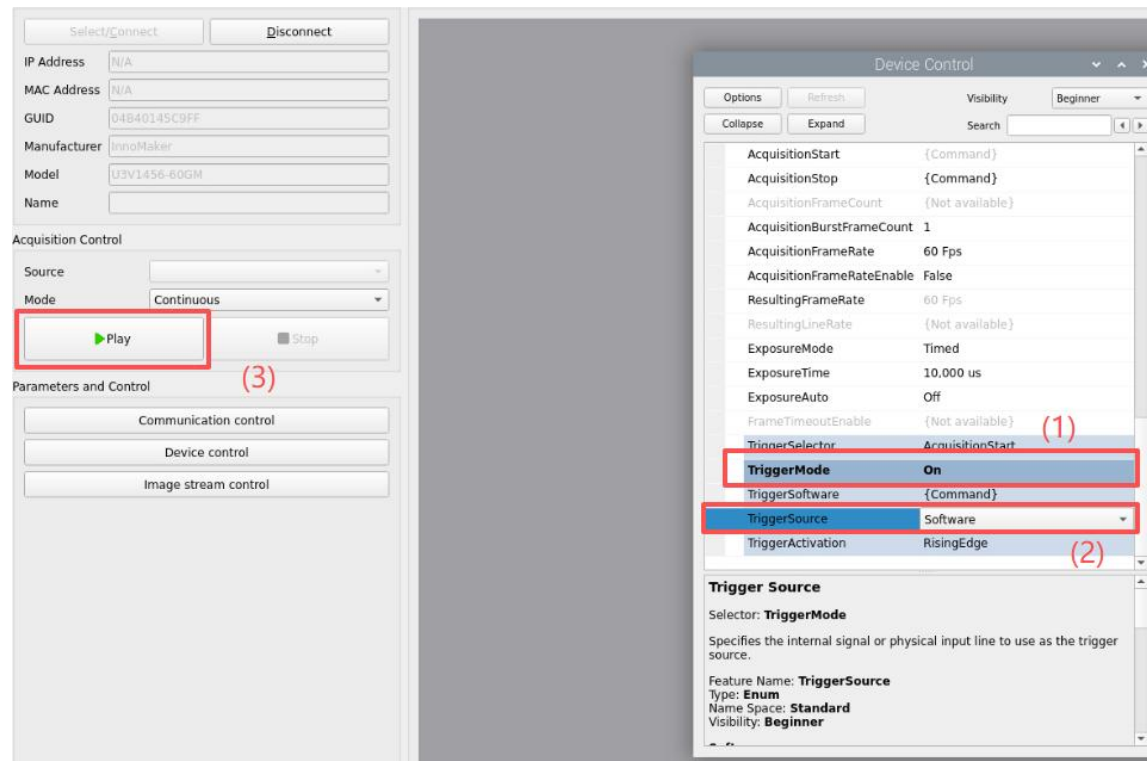 Select/Connect Disconnect
IP Address N/A
MAC Address N/A
GUID 04B40145C9FF
Manufacturer InnoMaker
Model U3V1456-60GM
Name
Acquisition Control
Source
Mode Continuous
Play Stop
(3)
Parameters and Control
Communication control
Device control
Image stream control
Device Control
Options Refresh Visibility Beginner
Collapse Expand Search
AcquisitionStart {Command}
AcquisitionStop {Command}
AcquisitionFrameCount {Not available}
AcquisitionBurstFrameCount 1
AcquisitionFrameRate 60 Fps
AcquisitionFrameRateEnable False
ResultingFrameRate 60 Fps
ResultingLineRate {Not available}
ExposureMode Timed
ExposureTime 10,000 us
ExposureAuto Off
FrameTimeoutEnable {Not available}
(1)
TriggerSelector AcquisitionStart
TriggerMode On
TriggerSoftware {Command}
TriggerSource Software
TriggerActivation RisingEdge
(2)
Trigger Source
Selector: TriggerMode
Specifies the internal signal or physical input line to use as the trigger
source.
Feature Name: TriggerSource
Type: Enum
Name Space: Standard
Visibility: Beginner